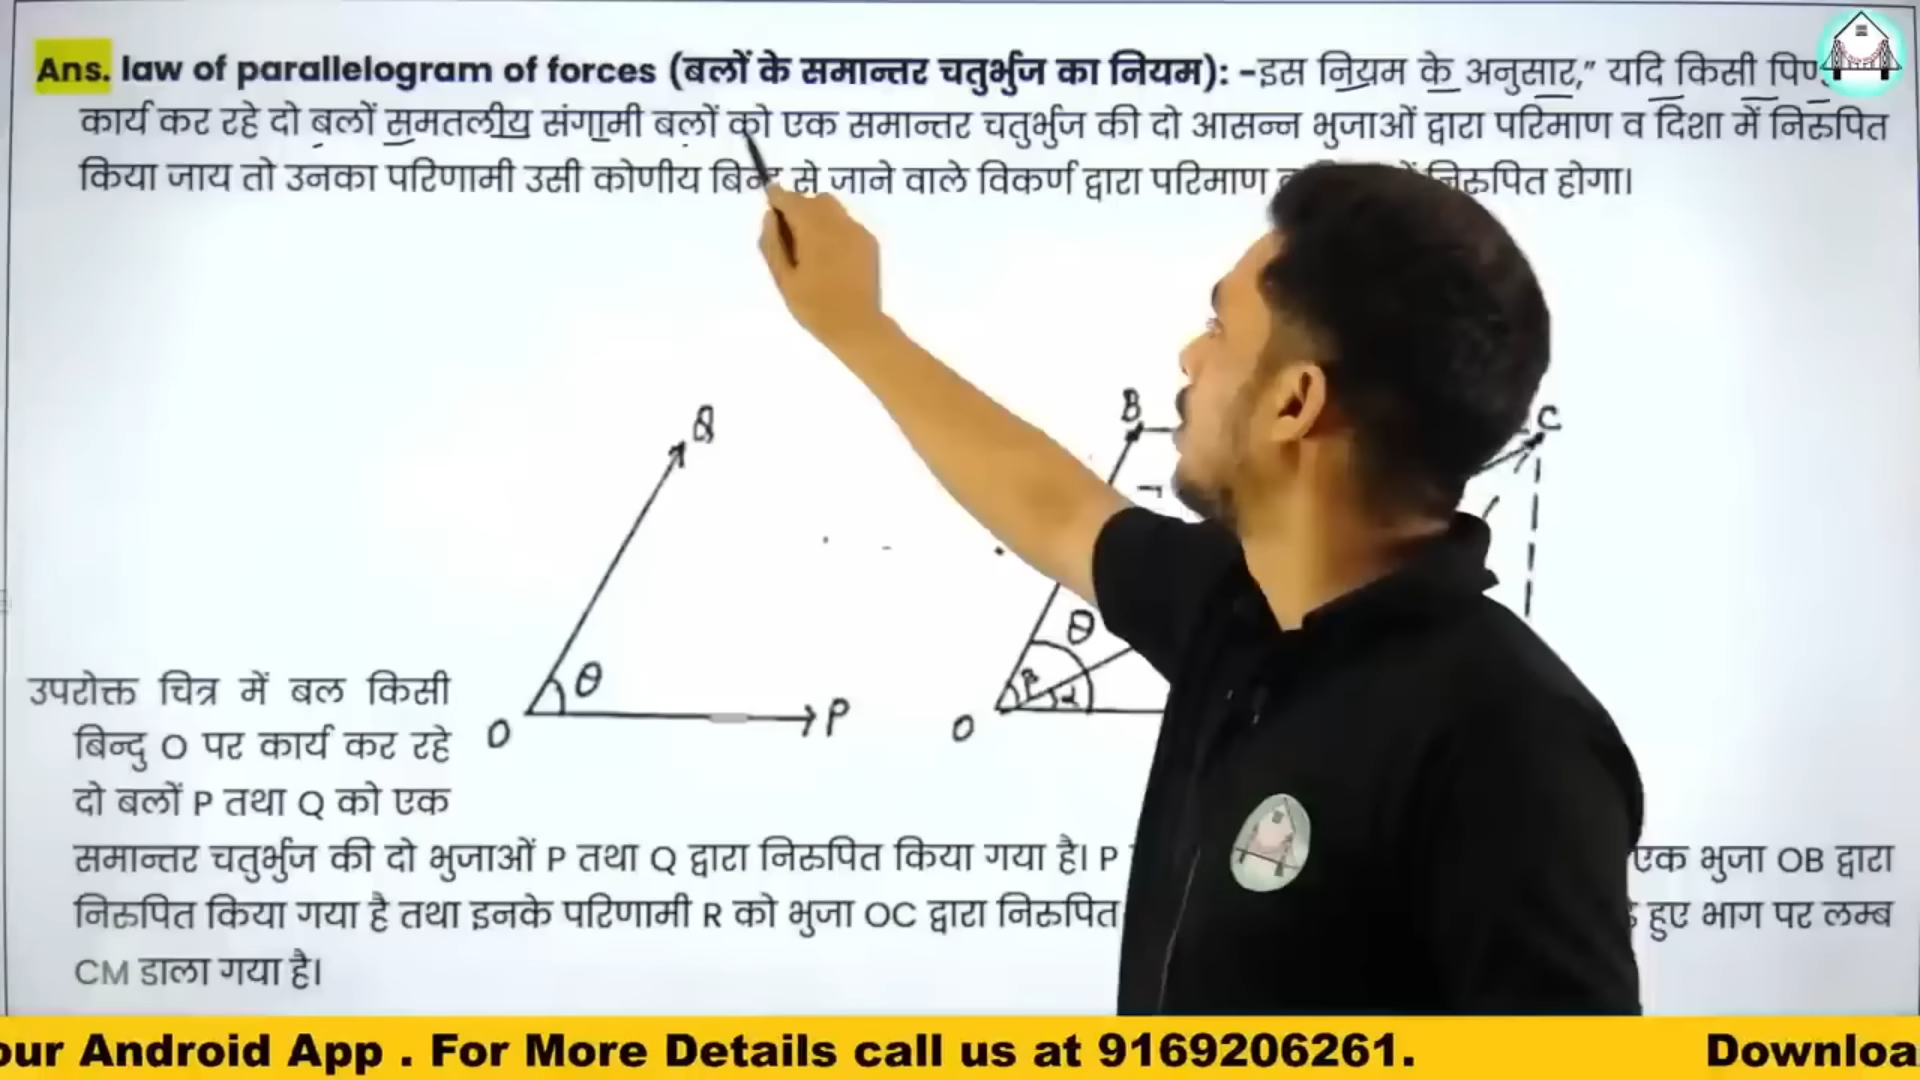 Ans. law of parallelogram of forces (बलों के समान्तर चतुर्भुज का नियम): -इस नियम के अनुसार," यदि किसी
कार्य कर रहे दो बलों समतलीय संगामी बलों को एक समान्तर चतुर्भुज की दो आसन्न भुजाओं द्वारा परिमाण व दिशा में निरुपित
किया जाय तो उनका परिणामी उसी कोणीय से जाने वाले विकर्ण द्वारा परिमाण निरुपित होगा।
Q
B
C
θ
θ
β
α
O
P
O
उपरोक्त चित्र में बल किसी
बिन्दु O पर कार्य कर रहे
दो बलों P तथा Q को एक
समान्तर चतुर्भुज की दो भुजाओं P तथा Q द्वारा निरुपित किया गया है। P एक भुजा OB द्वारा
निरुपित किया गया है तथा इनके परिणामी R को भुजा OC द्वारा निरुपित हुए भाग पर लम्ब
CM डाला गया है।
our Android App . For More Details call us at 9169206261. Downloa